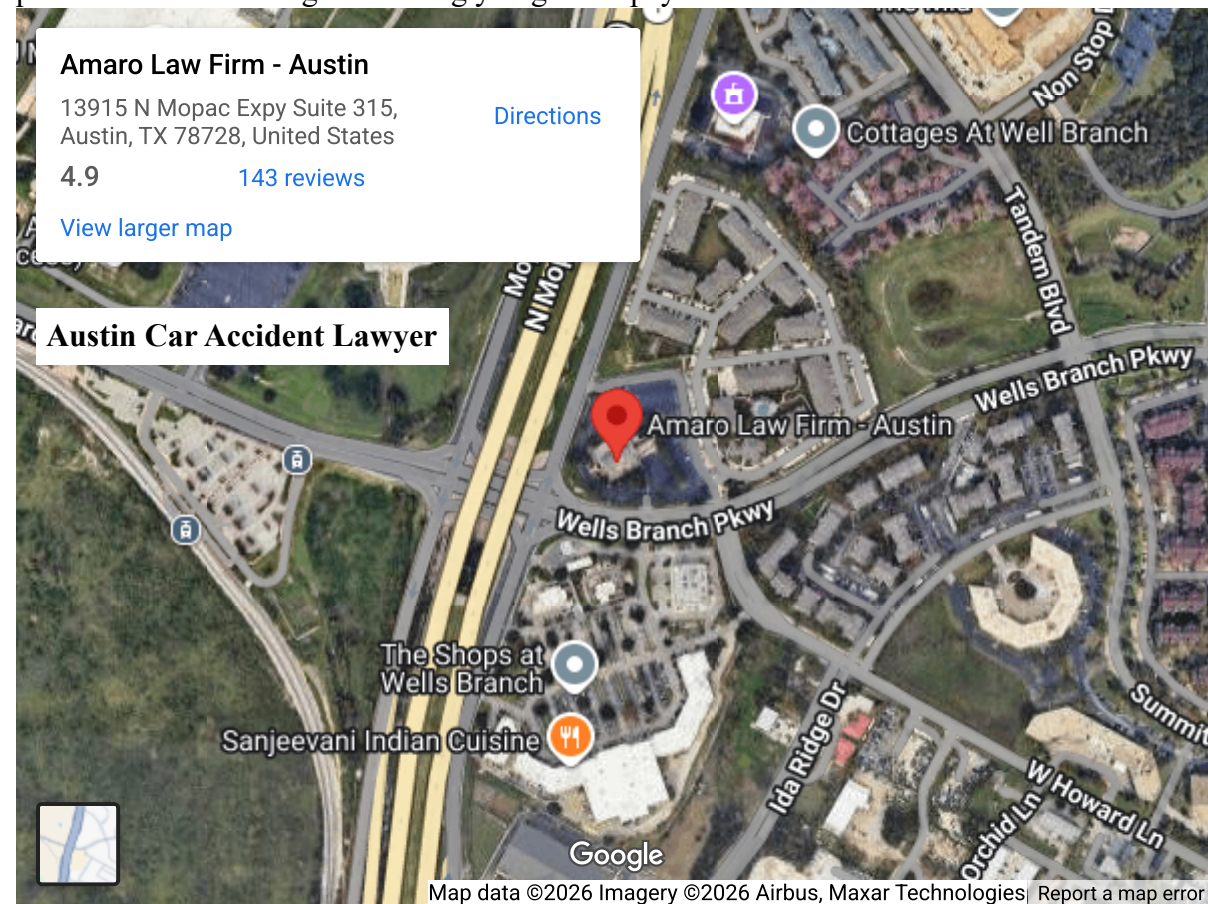 Amaro Law Firm - Austin
13915 N Mopac Expy Suite 315,
Austin, TX 78728, United States
Directions
4.9
143 reviews
View larger map
Austin Car Accident Lawyer
Non Stop
Cottages At Well Branch
Tandem Blvd
N Mop
Wells Branch Pkwy
Amaro Law Firm - Austin
Wells Branch Pkwy
The Shops at
Wells Branch
Sanjeevani Indian Cuisine
Ida Ridge Dr
Summit
W Howard Ln
Orchid Ln
Google
Map data ©2026 Imagery ©2026 Airbus, Maxar Technologies
Report a map error